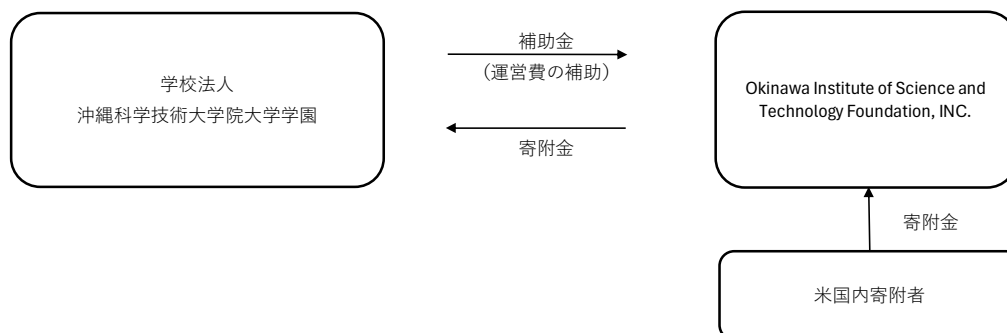 補助金
(運営費の補助)
学校法人
沖縄科学技術大学院大学学園
Okinawa Institute of Science and
Technology Foundation, INC.
寄附金
寄附金
米国内寄附者